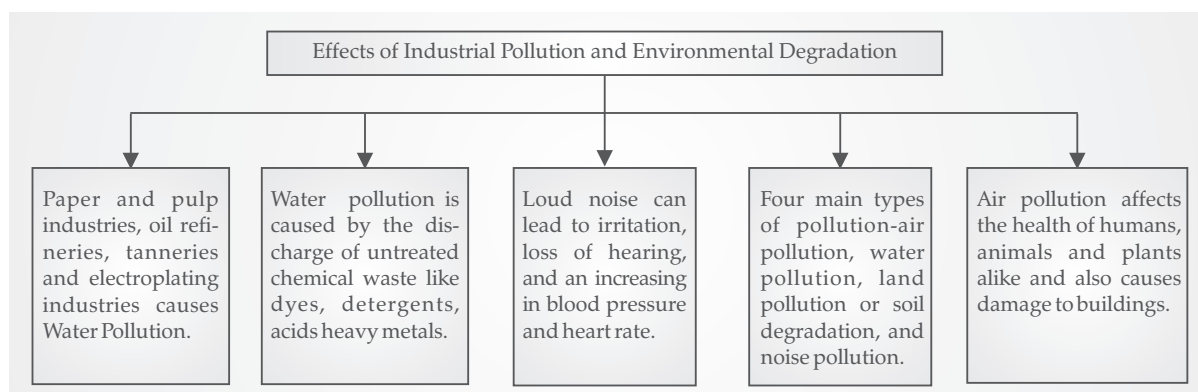 Effects of Industrial Pollution and Environmental Degradation
Paper and pulp
industries, oil refi-
neries, tanneries
and electroplating
industries causes
Water Pollution.
Water pollution is
caused by the dis-
charge of untreated
chemical waste like
dyes, detergents,
acids heavy metals.
Loud noise can
lead to irritation,
loss of hearing,
and an increasing
in blood pressure
and heart rate.
Four main types
of pollution-air
pollution, water
pollution, land
pollution or soil
degradation, and
noise pollution.
Air pollution affects
the health of humans,
animals and plants
alike and also causes
damage to buildings.